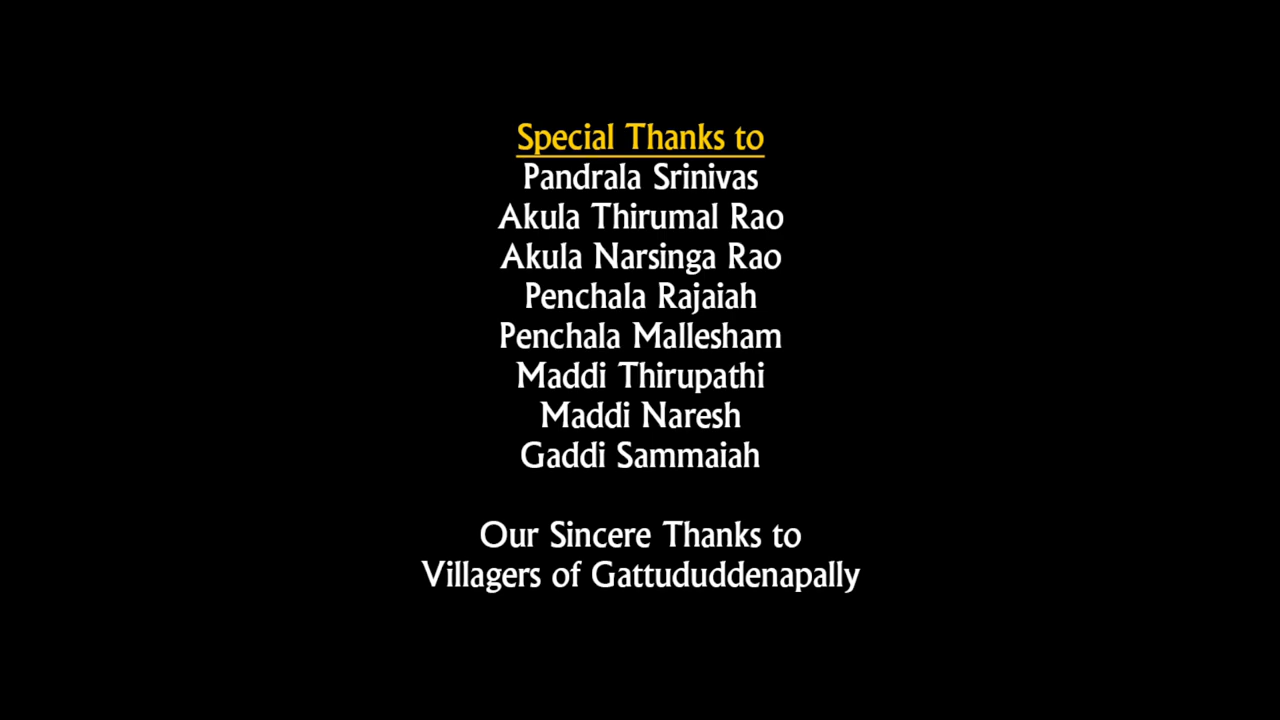 Special Thanks to
Pandrala Srinivas
Akula Thirumal Rao
Akula Narsinga Rao
Penchala Rajaiah
Penchala Mallesham
Maddi Thirupathi
Maddi Naresh
Gaddi Sammaiah
Our Sincere Thanks to
Villagers of Gattududdenapally